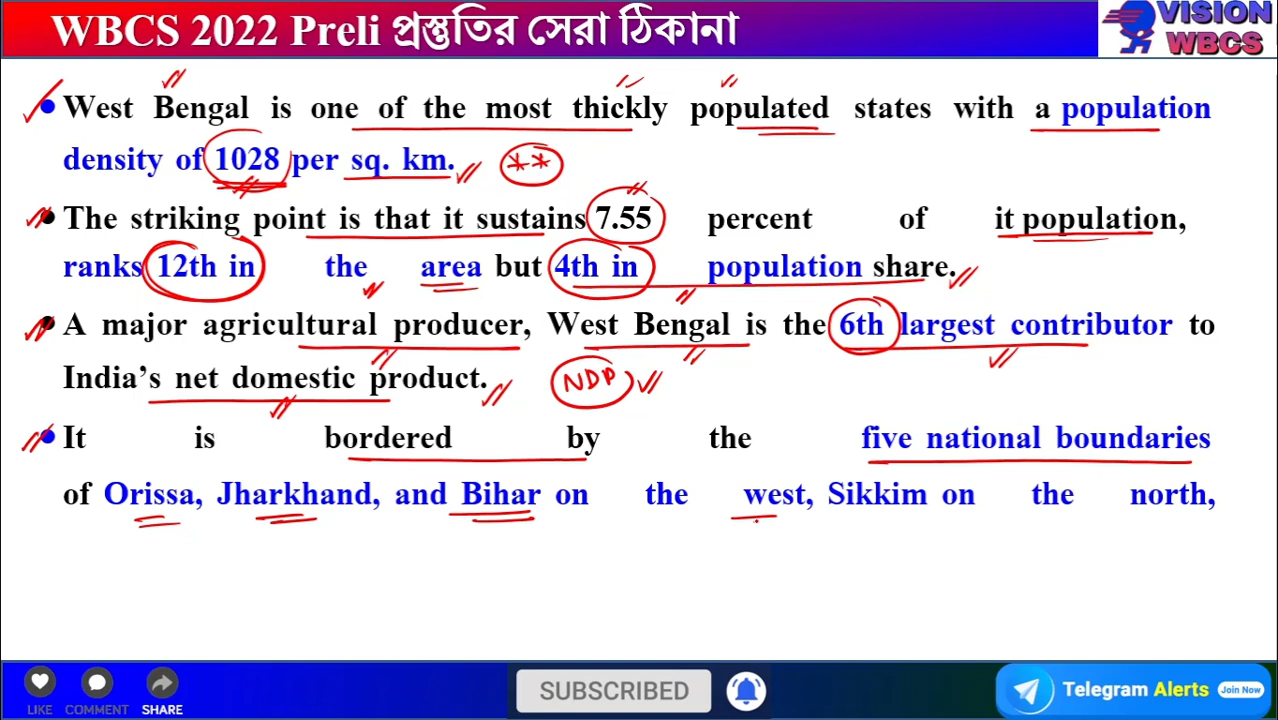 WBCS 2022 Preli প্রস্তুতির সেরা ঠিকানা
VISION
WBCS
West Bengal is one of the most thickly populated states with a population
density of 1028 per sq. km. **
The striking point is that it sustains 7.55 percent of it population,
ranks 12th in the area but 4th in population share.
A major agricultural producer, West Bengal is the 6th largest contributor to
India’s net domestic product. NDP
It is bordered by the five national boundaries
of Orissa, Jharkhand, and Bihar on the west, Sikkim on the north,
LIKE COMMENT SHARE
SUBSCRIBED
Telegram Alerts Join Now